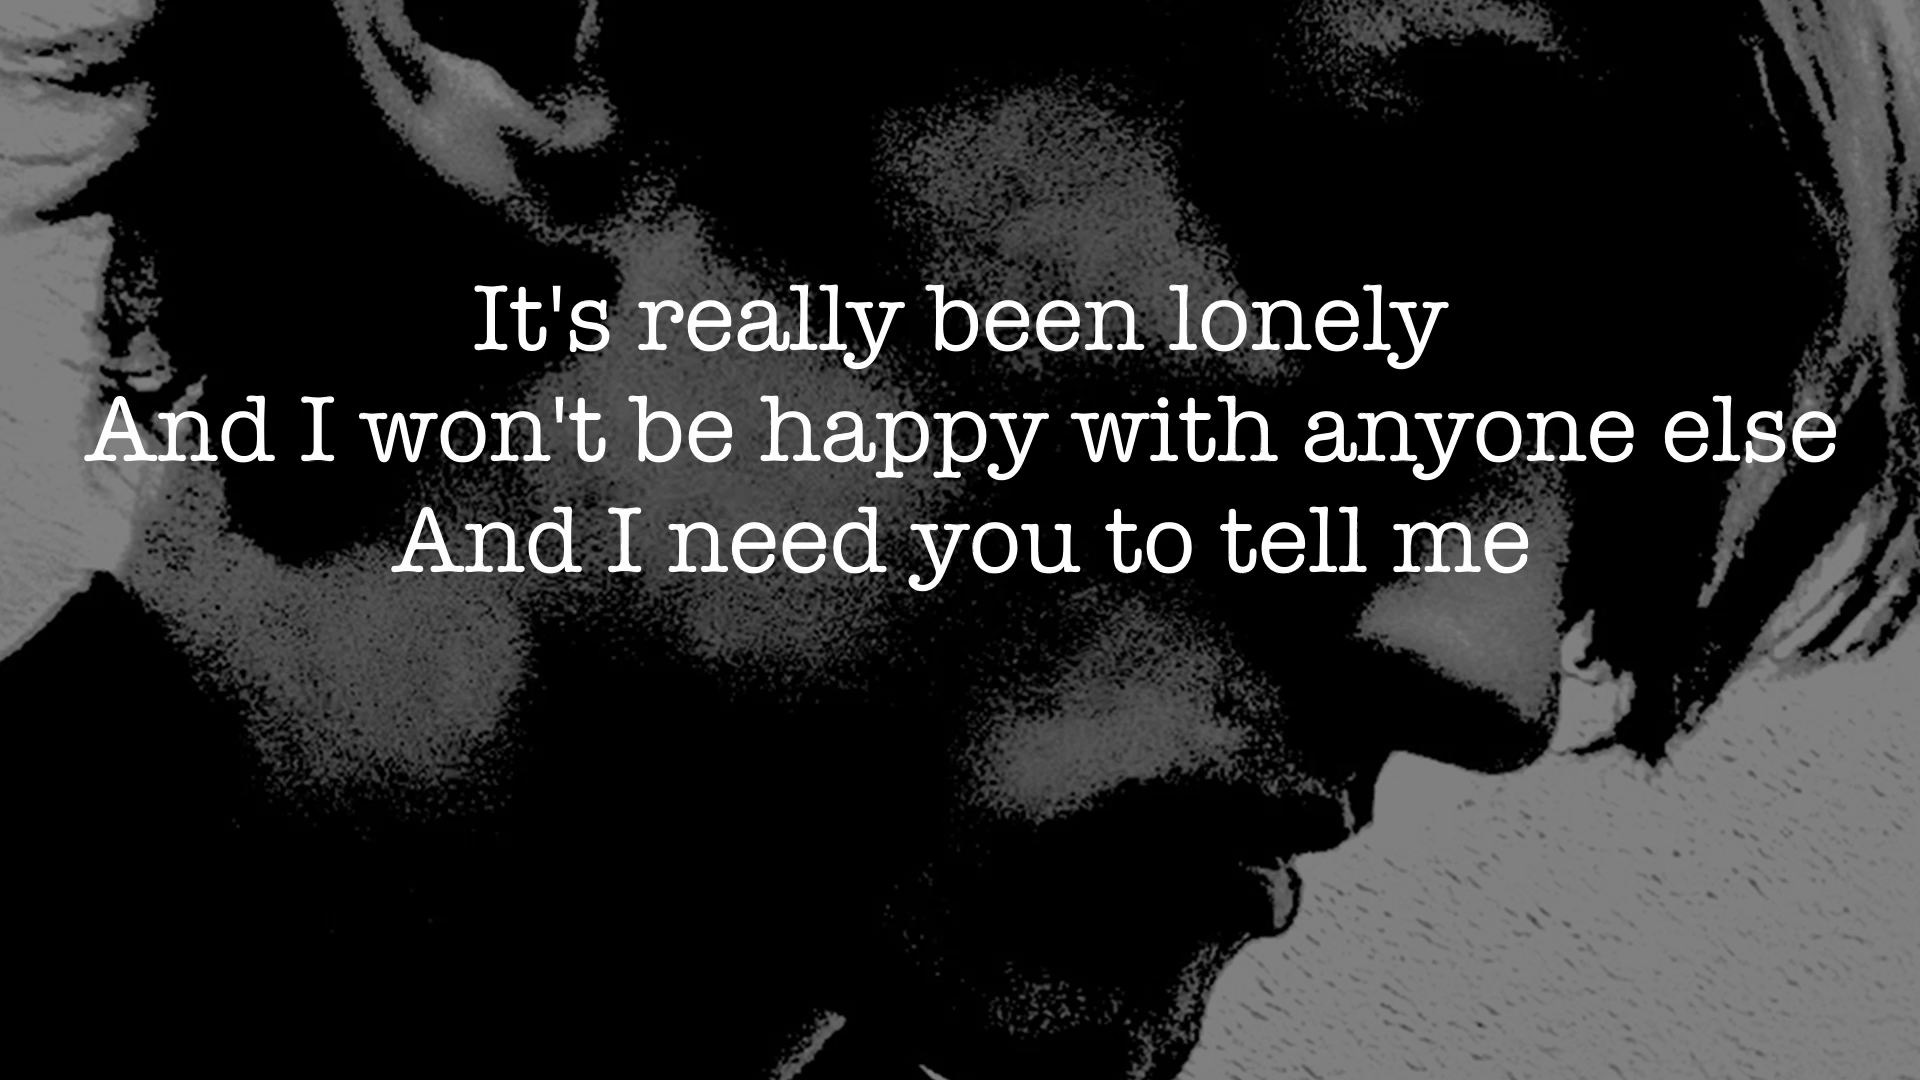 It's really been lonely
And I won't be happy with anyone else
And I need you to tell me